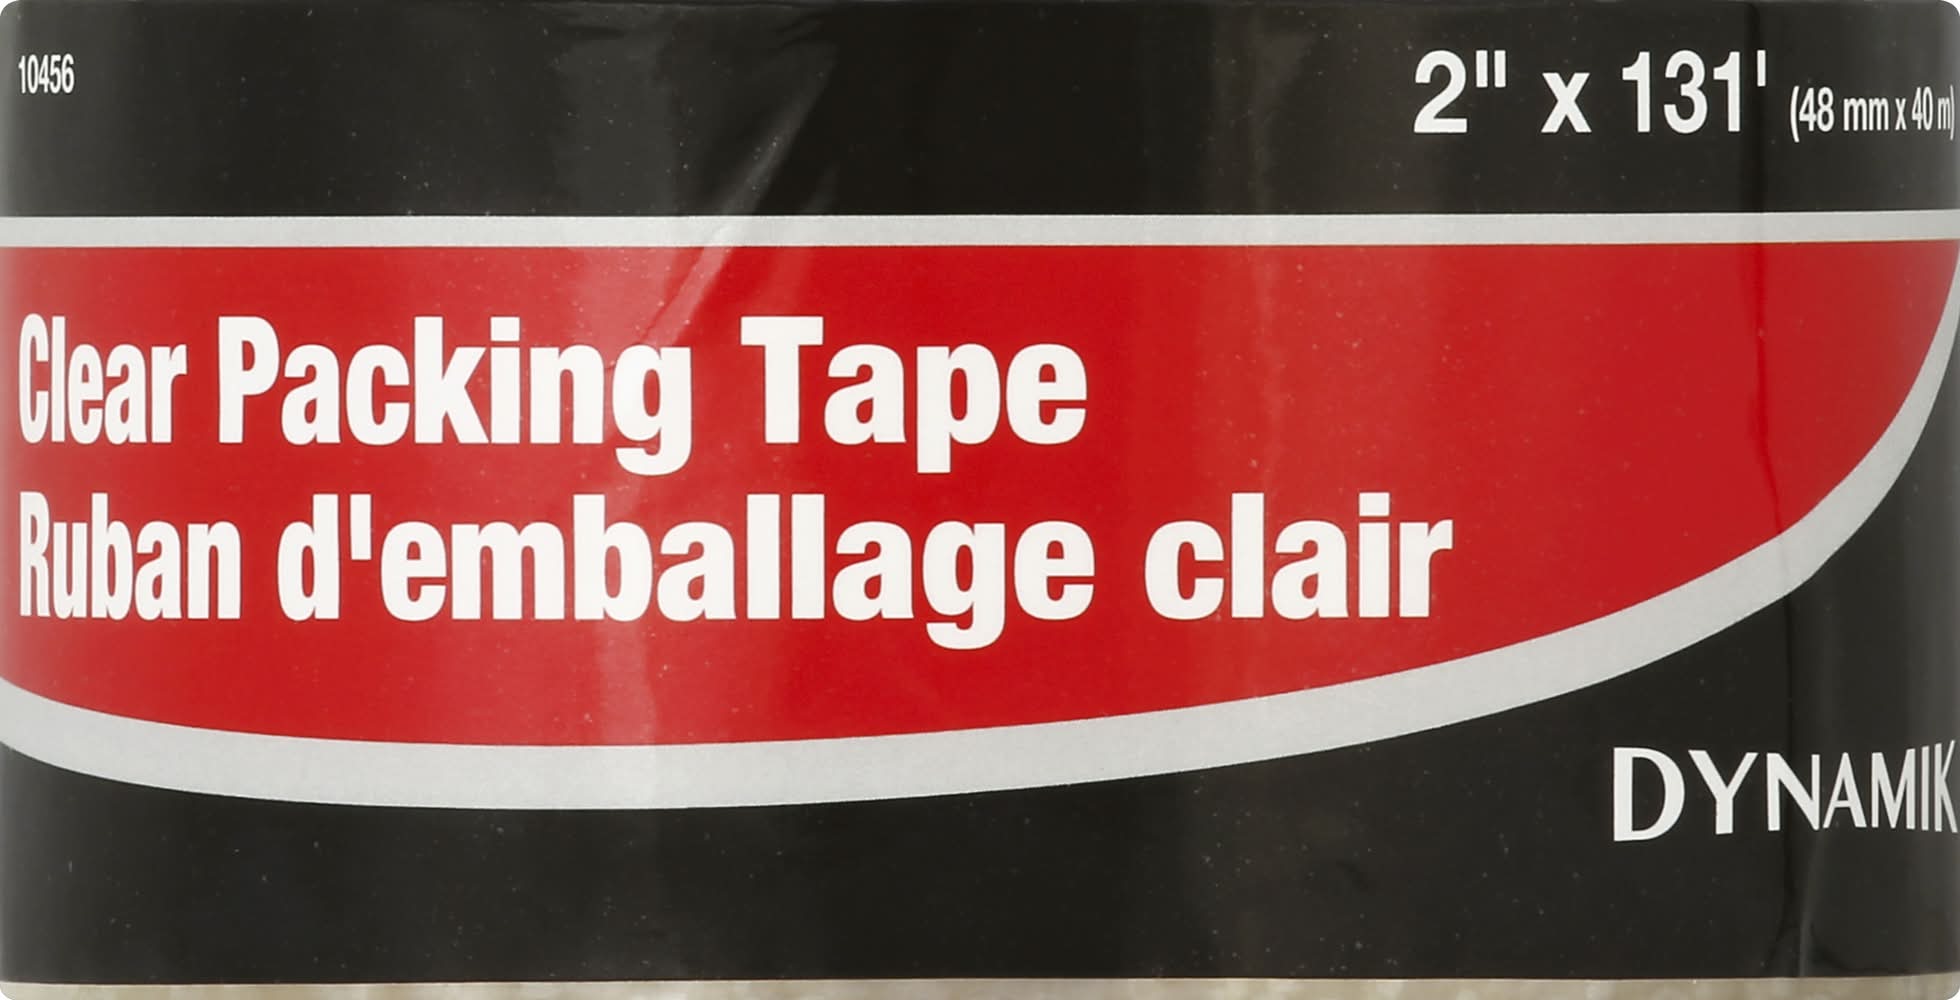 10456
2" x 131' (48 mm x 40 m)
Clear Packing Tape
Ruban d'emballage clair
DYNAMIK